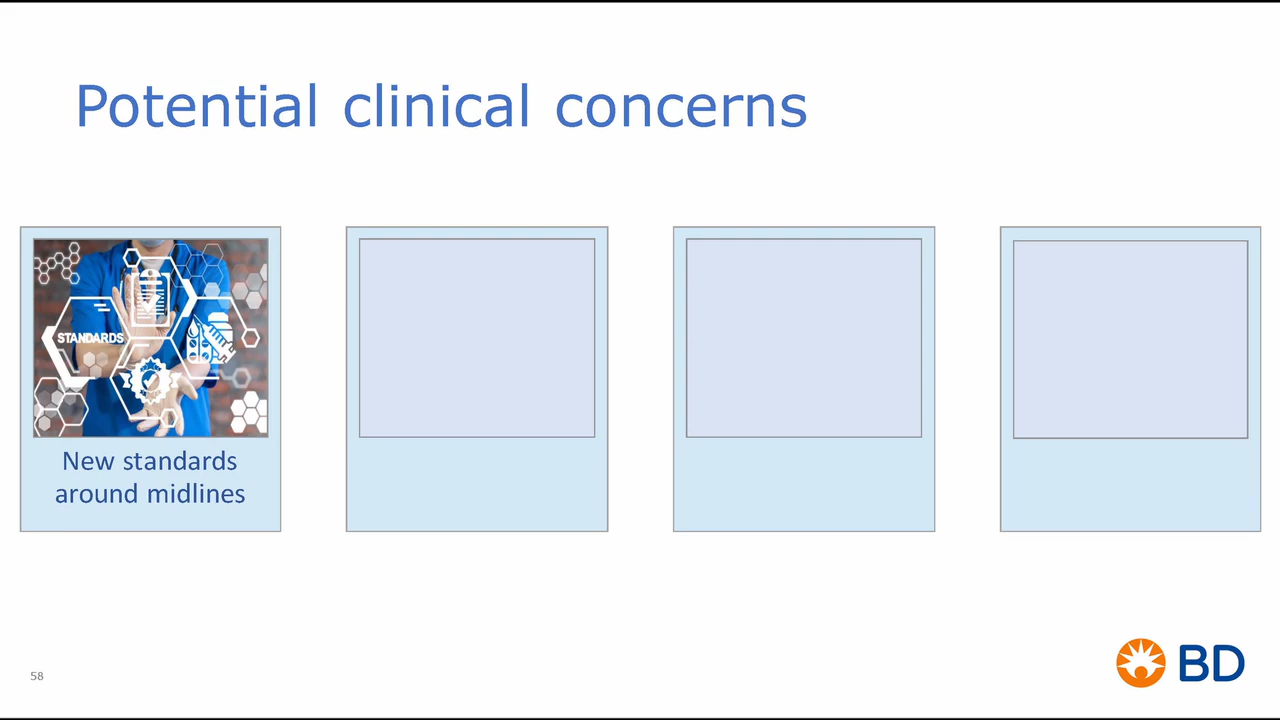 Potential clinical concerns
STANDARDS
New standards
around midlines
58
BD